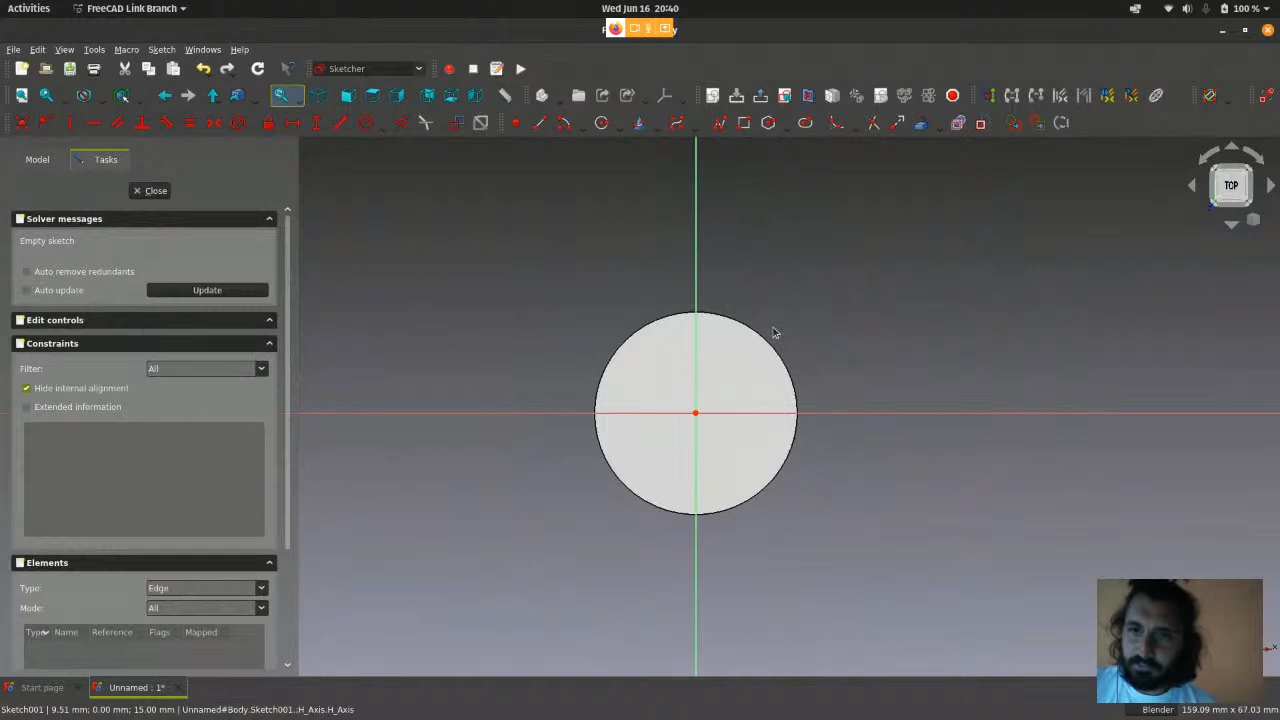 Activities
FreeCAD Link Branch
Wed Jun 16 20:40
100 %
File Edit View Tools Macro Sketch Windows Help
Sketcher
Model
Tasks
Close
Solver messages
Empty sketch
Auto remove redundants
Auto update
Update
Edit controls
Constraints
Filter:
All
Hide internal alignment
Extended information
Elements
Type:
Edge
Mode:
All
Type Name Reference Flags Mapped
TOP
Start page
Unnamed : 1*
Sketch001 | 9.51 mm; 0.00 mm; 15.00 mm | Unnamed#Body.Sketch001.;H_Axis.H_Axis
Blender
159.09 mm x 67.03 mm